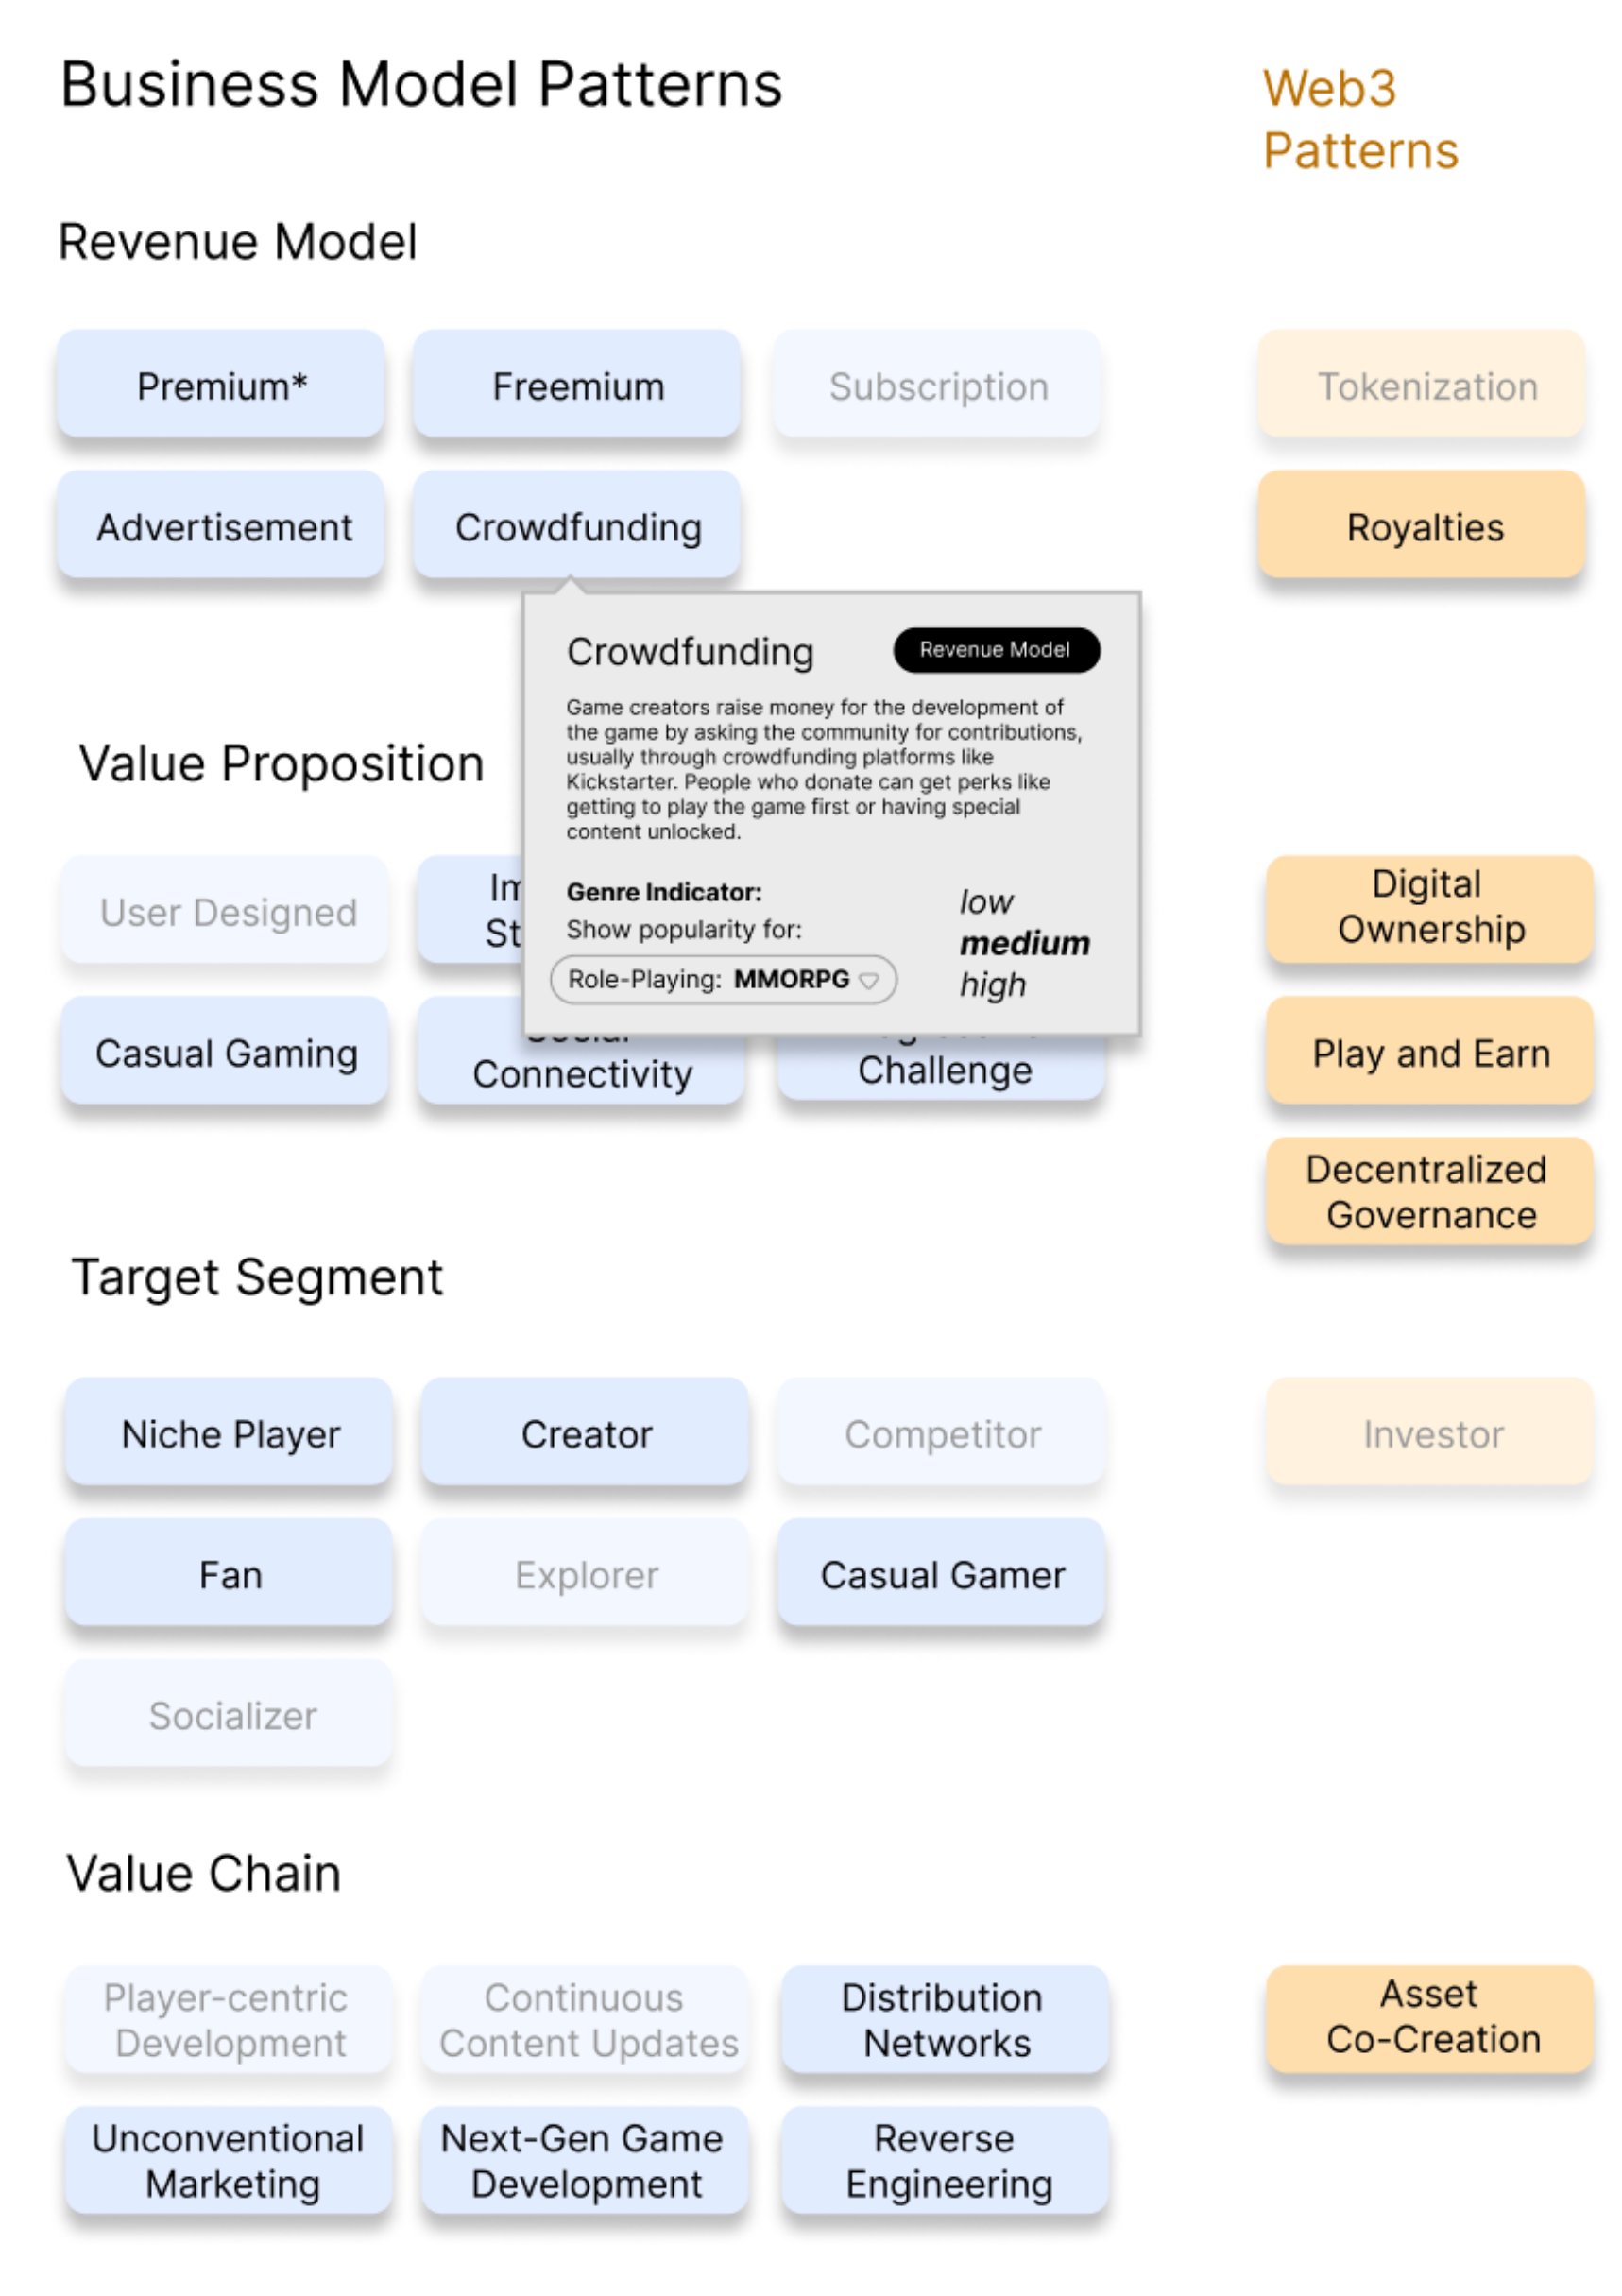 Business Model Patterns
Web3
Patterns
Revenue Model
Premium*
Freemium
Subscription
Tokenization
Advertisement
Crowdfunding
Royalties
Crowdfunding
Revenue Model
Game creators raise money for the development of
the game by asking the community for contributions,
usually through crowdfunding platforms like
Kickstarter. People who donate can get perks like
getting to play the game first or having special
content unlocked.
Genre Indicator:
Show popularity for:
Role-Playing: MMORPG
low
medium
high
Value Proposition
User Designed
Digital
Ownership
Casual Gaming
Social
Connectivity
Challenge
Play and Earn
Decentralized
Governance
Target Segment
Niche Player
Creator
Competitor
Investor
Fan
Explorer
Casual Gamer
Socializer
Value Chain
Player-centric
Development
Continuous
Content Updates
Distribution
Networks
Asset
Co-Creation
Unconventional
Marketing
Next-Gen Game
Development
Reverse
Engineering